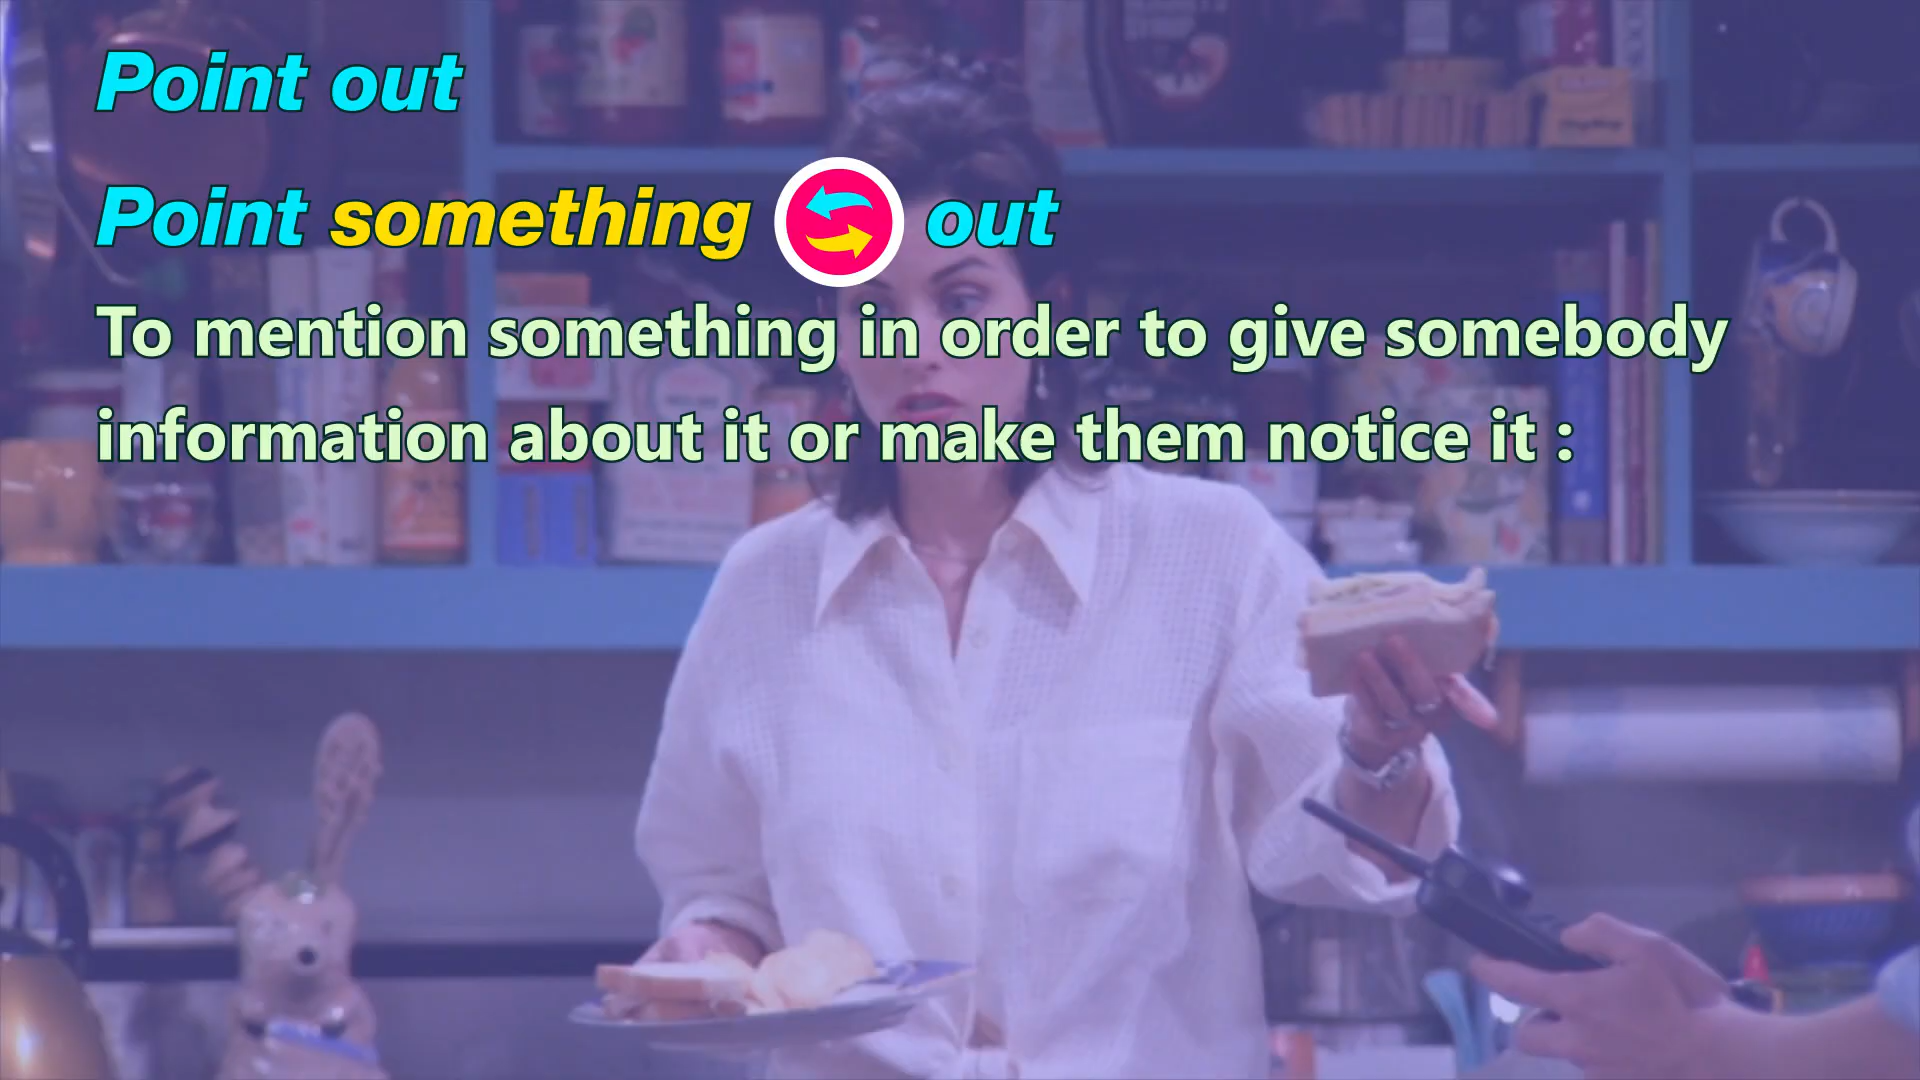 Point out
Point something out
To mention something in order to give somebody
information about it or make them notice it :